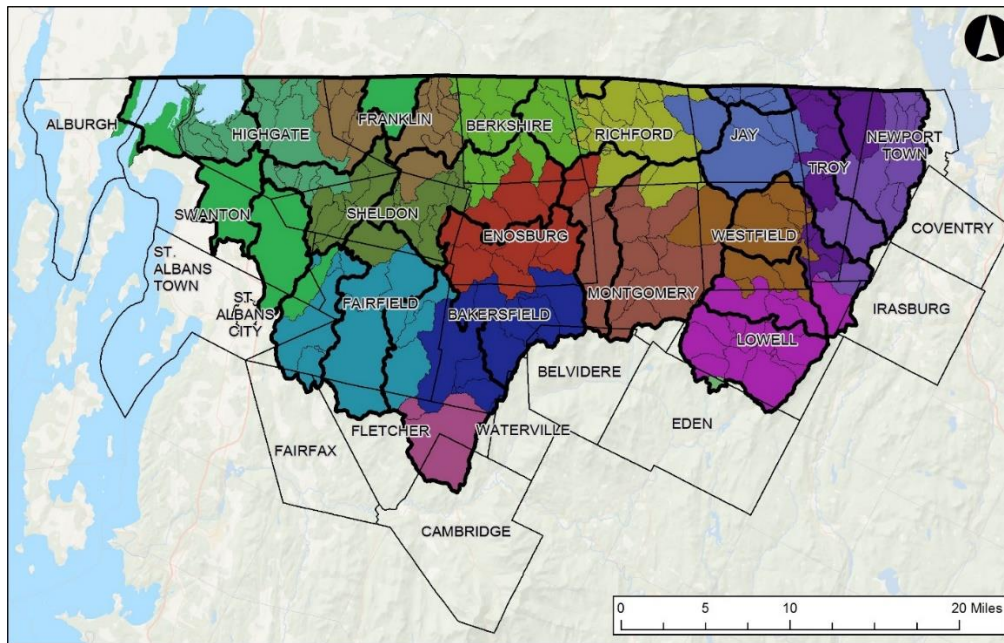 ALBURGH
HIGHGATE
FRANKLIN
BERKSHIRE
RICHFORD
JAY
TROY
NEWPORT
TOWN
SWANTON
SHELDON
ENOSBURG
WESTFIELD
COVENTRY
ST.
ALBANS
TOWN
ST.
ALBANS
CITY
FAIRFIELD
BAKERSFIELD
MONTGOMERY
IRASBURG
LOWELL
BELVIDERE
EDEN
FAIRFAX
FLETCHER
WATERVILLE
CAMBRIDGE
0 5 10 20 Miles